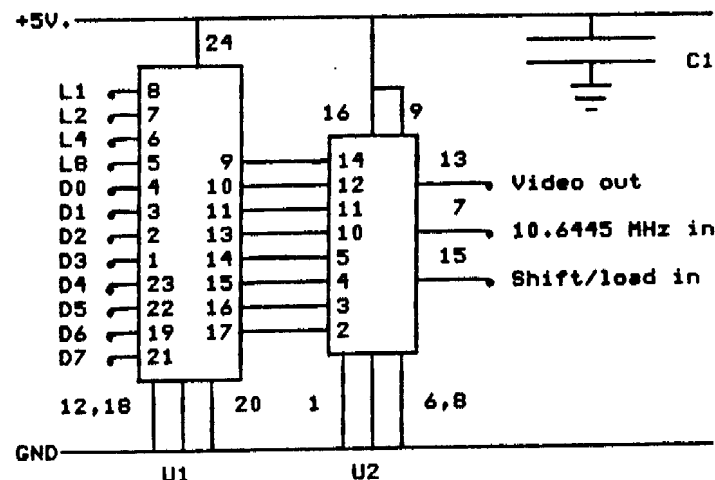 +5V.
24
C1
L1 8
16 9
L2 7
L4 6
L8 5 9 14 13
D0 4 10 12 Video out
D1 3 11 11 7
D2 2 13 10 10.6445 MHz in
D3 1 14 5 15
D4 23 15 4 Shift/load in
D5 22 16 3
D6 19 17 2
D7 21
12,18 20 1 6,8
GND
U1 U2